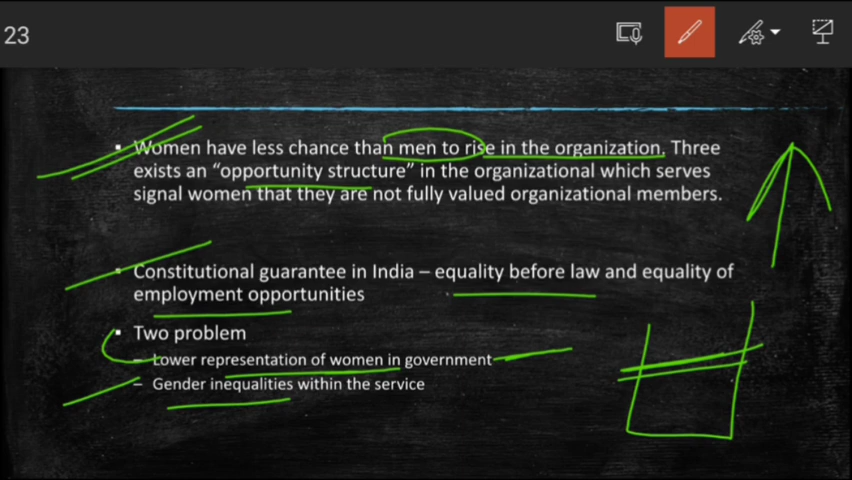 23
▪ Women have less chance than men to rise in the organization. Three
exists an “opportunity structure” in the organizational which serves
signal women that they are not fully valued organizational members.
▪ Constitutional guarantee in India – equality before law and equality of
employment opportunities
▪ Two problem
– Lower representation of women in government
– Gender inequalities within the service